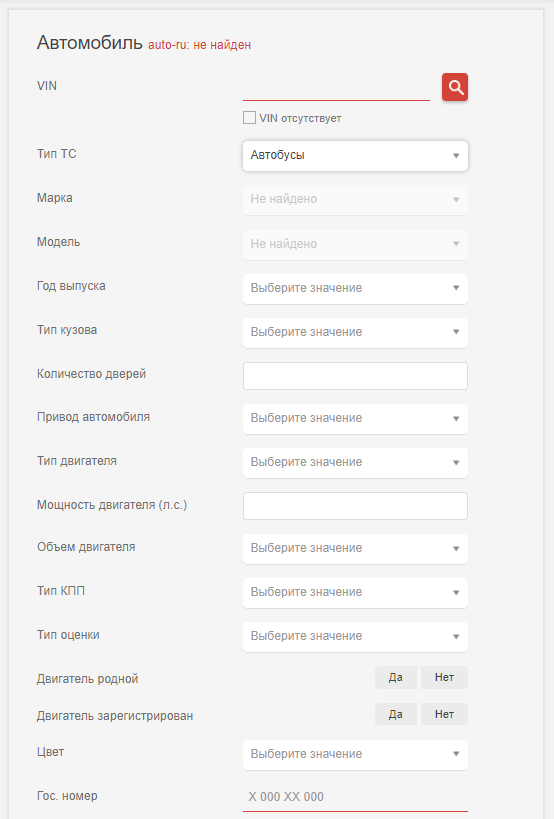 Автомобиль auto-ru: не найден
VIN
VIN отсутствует
Тип ТС Автобусы
Марка Не найдено
Модель Не найдено
Год выпуска Выберите значение
Тип кузова Выберите значение
Количество дверей
Привод автомобиля Выберите значение
Тип двигателя Выберите значение
Мощность двигателя (л.с.)
Объем двигателя Выберите значение
Тип КПП Выберите значение
Тип оценки Выберите значение
Двигатель родной Да Нет
Двигатель зарегистрирован Да Нет
Цвет Выберите значение
Гос. номер X 000 XX 000